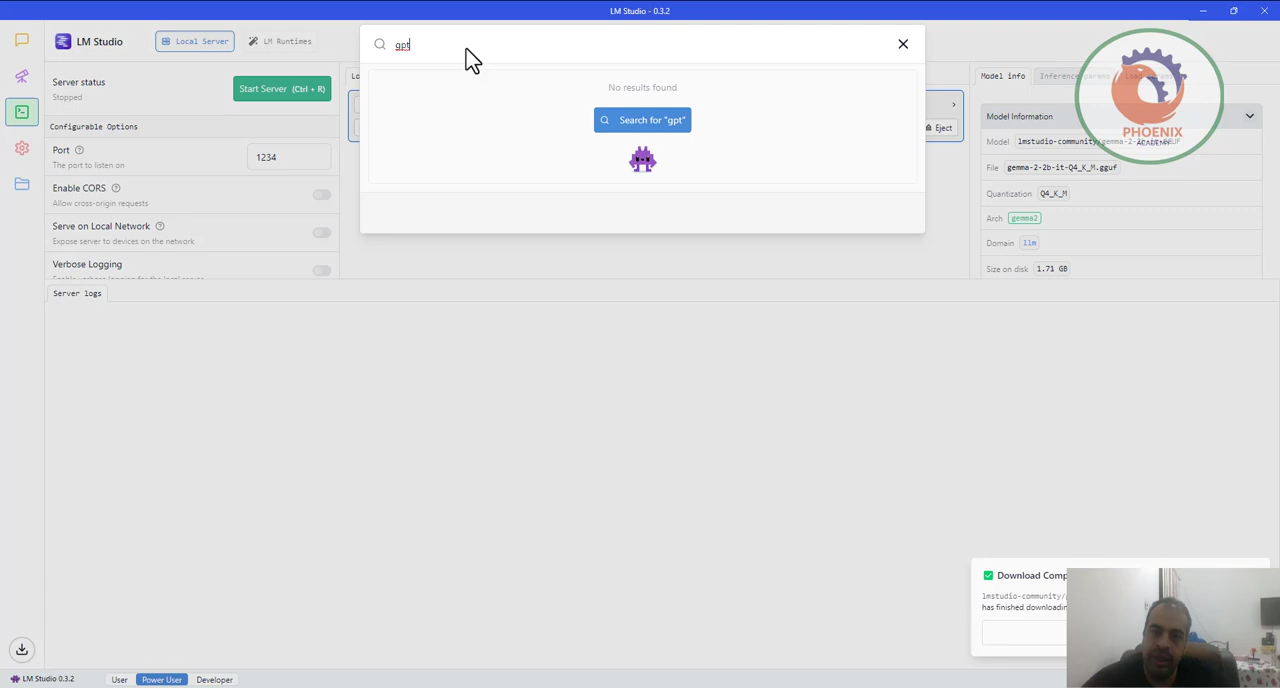 LM Studio - 0.3.2
LM Studio
Local Server
LM Runtimes
gpt
No results found
Search for "gpt"
Server status
Stopped
Start Server (Ctrl + R)
Configurable Options
Port
The port to listen on
1234
Enable CORS
Allow cross-origin requests
Serve on Local Network
Expose server to devices on the network
Verbose Logging
Eject
Model info
Inference params
Model Information
Model
lmstudio-community/gemma-2-2b-it-GGUF
File
gemma-2-2b-it-Q4_K_M.gguf
Quantization
Q4_K_M
Arch
gemma2
Domain
llm
Size on disk
1.71 GB
PHOENIX
ACADEMY
Server logs
Download Comp
lmstudio-community/
has finished downloadin
LM Studio 0.3.2
User
Power User
Developer